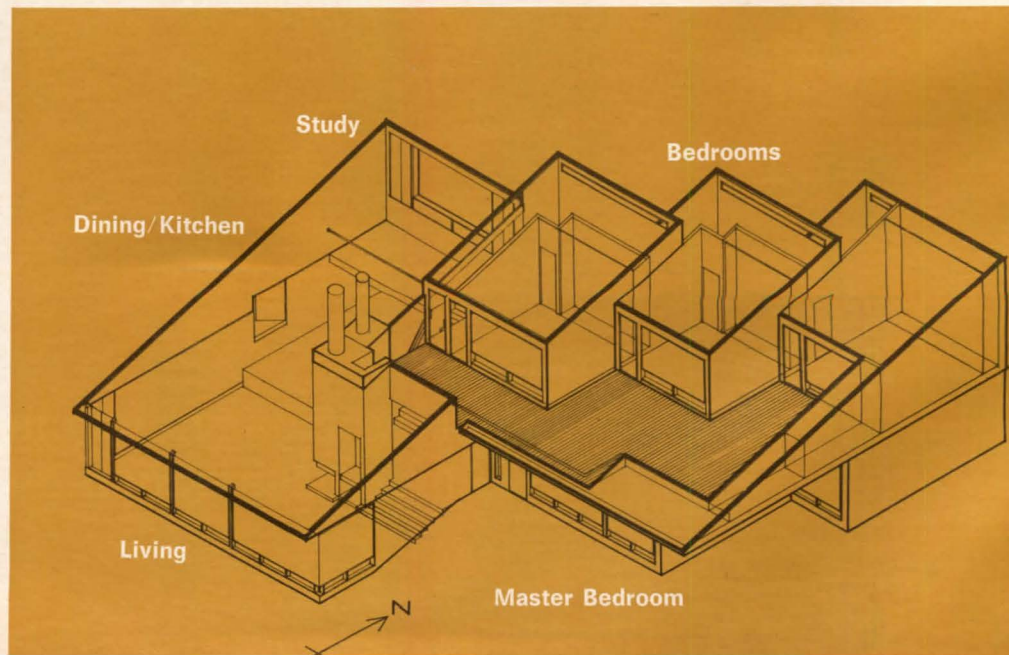 Study
Bedrooms
Dining/Kitchen
Living
Master Bedroom
N